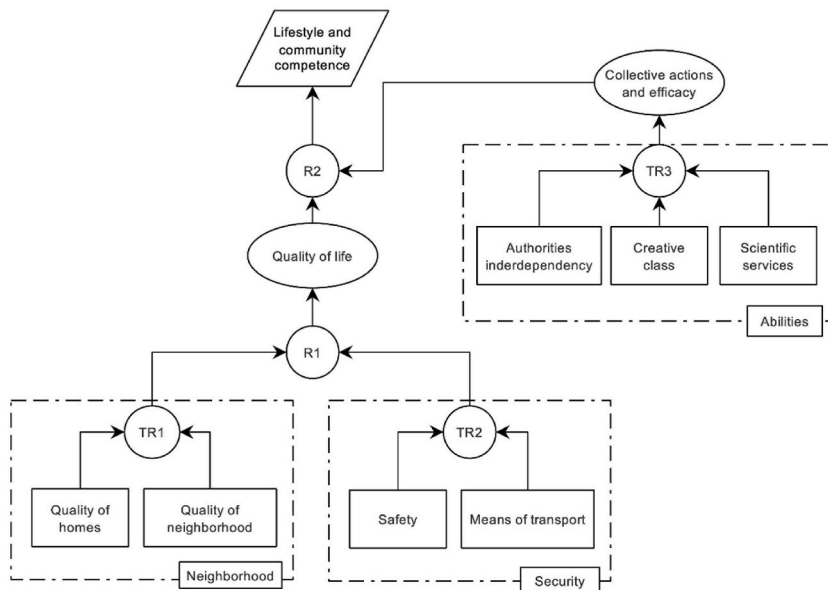 Lifestyle and
community
competence
Collective actions
and efficacy
R2
TR3
Authorities
inderdependency
Creative
class
Scientific
services
Quality of life
Abilities
R1
TR1
TR2
Quality of
homes
Quality of
neighborhood
Safety
Means of transport
Neighborhood
Security